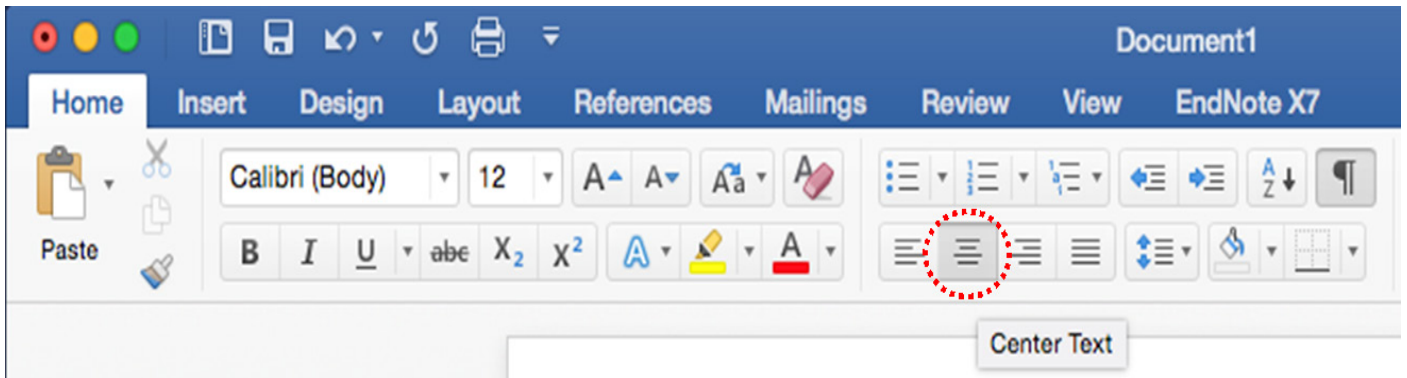 Document1
Home Insert Design Layout References Mailings Review View EndNote X7
Calibri (Body) 12 A A Aa A A Z ¶
Paste B I U abc X2 X² A A
Center Text